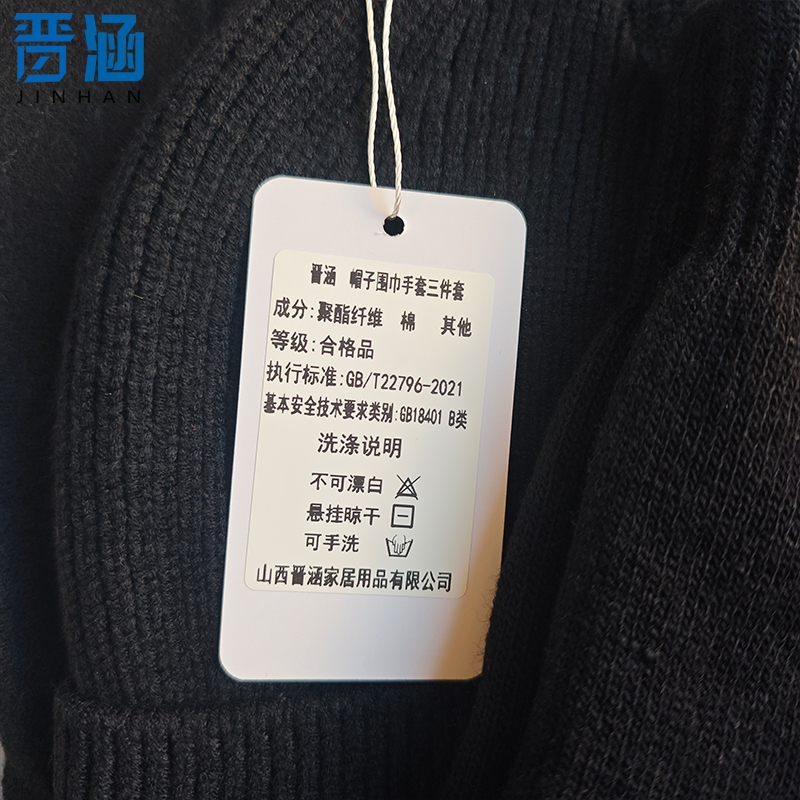 晋涵
JINHAN
晋涵 帽子围巾手套三件套
成分:聚酯纤维 棉 其他
等级:合格品
执行标准:GB/T22796-2021
基本安全技术要求类别:GB18401 B类
洗涤说明
不可漂白
悬挂晾干
可手洗
山西晋涵家居用品有限公司